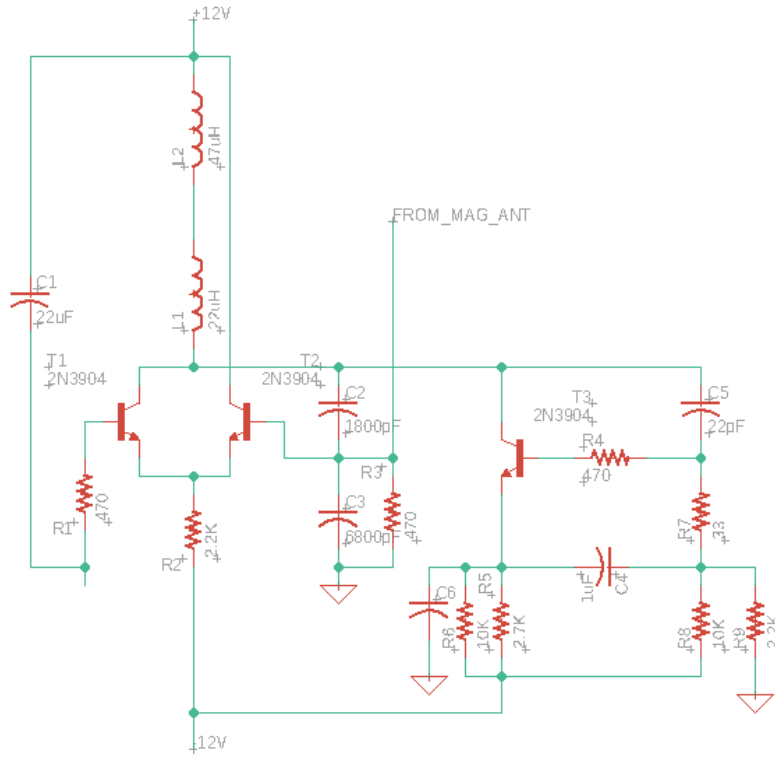 +12V
L2
47uH
FROM_MAG_ANT
C1
22uF
L1
22uH
T1
2N3904
T2
2N3904
C2
1800pF
T3
2N3904
C5
22pF
R4
470
R3
470
R1
470
R2
2.2K
C3
6800pF
R7
33
C6
R5
2.7K
1uF
C4
R6
10K
R8
10K
R9
2.2K
-12V